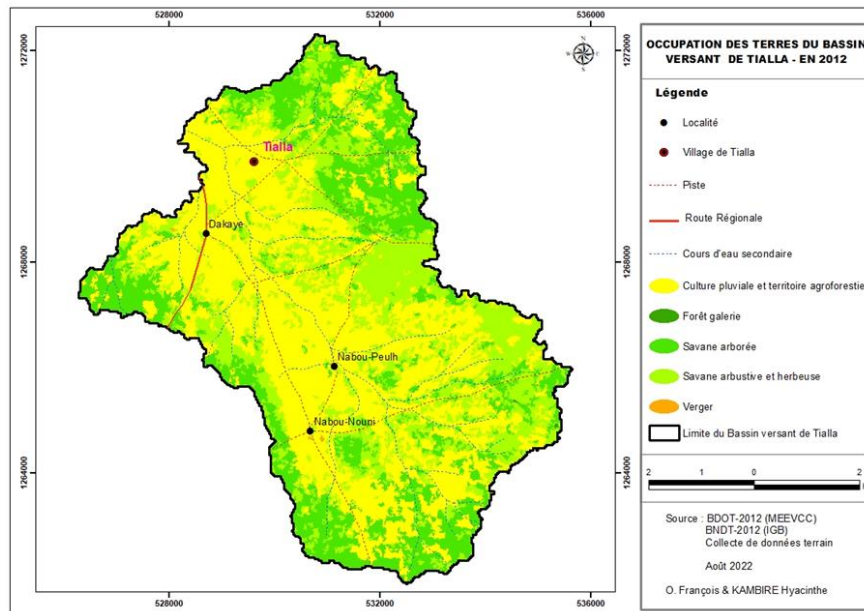 528000 532000 536000
1272000 1272000
1268000 1268000
1264000 1264000
N
W E
S
Tialla
Dakaye
Nabou-Peulh
Nabou-Nouni
528000 532000 536000
OCCUPATION DES TERRES DU BASSIN
VERSANT DE TIALLA - EN 2012
Légende
Localité
Village de Tialla
Piste
Route Régionale
Cours d'eau secondaire
Culture pluviale et territoire agroforestie
Forêt galerie
Savane arborée
Savane arbustive et herbeuse
Verger
Limite du Bassin versant de Tialla
2 1 0 2
Source : BDOT-2012 (MEEVCC)
BNDT-2012 (IGB)
Collecte de données terrain
Août 2022
O. François & KAMBIRE Hyacinthe